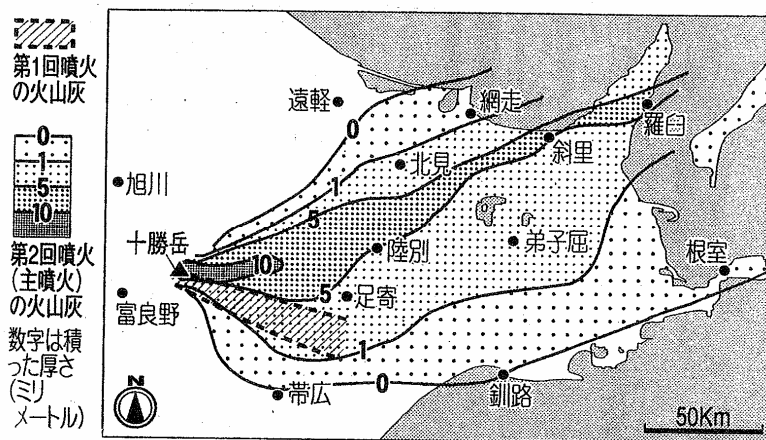 第1回噴火
の火山灰
0
1
5
10
第2回噴火
(主噴火)
の火山灰
数字は積
った厚さ
(ミリ
メートル)
遠軽
網走
羅臼
斜里
北見
旭川
十勝岳
陸別
弟子屈
根室
足寄
富良野
帯広
釧路
0
1
5
10
5
1
0
N
50Km